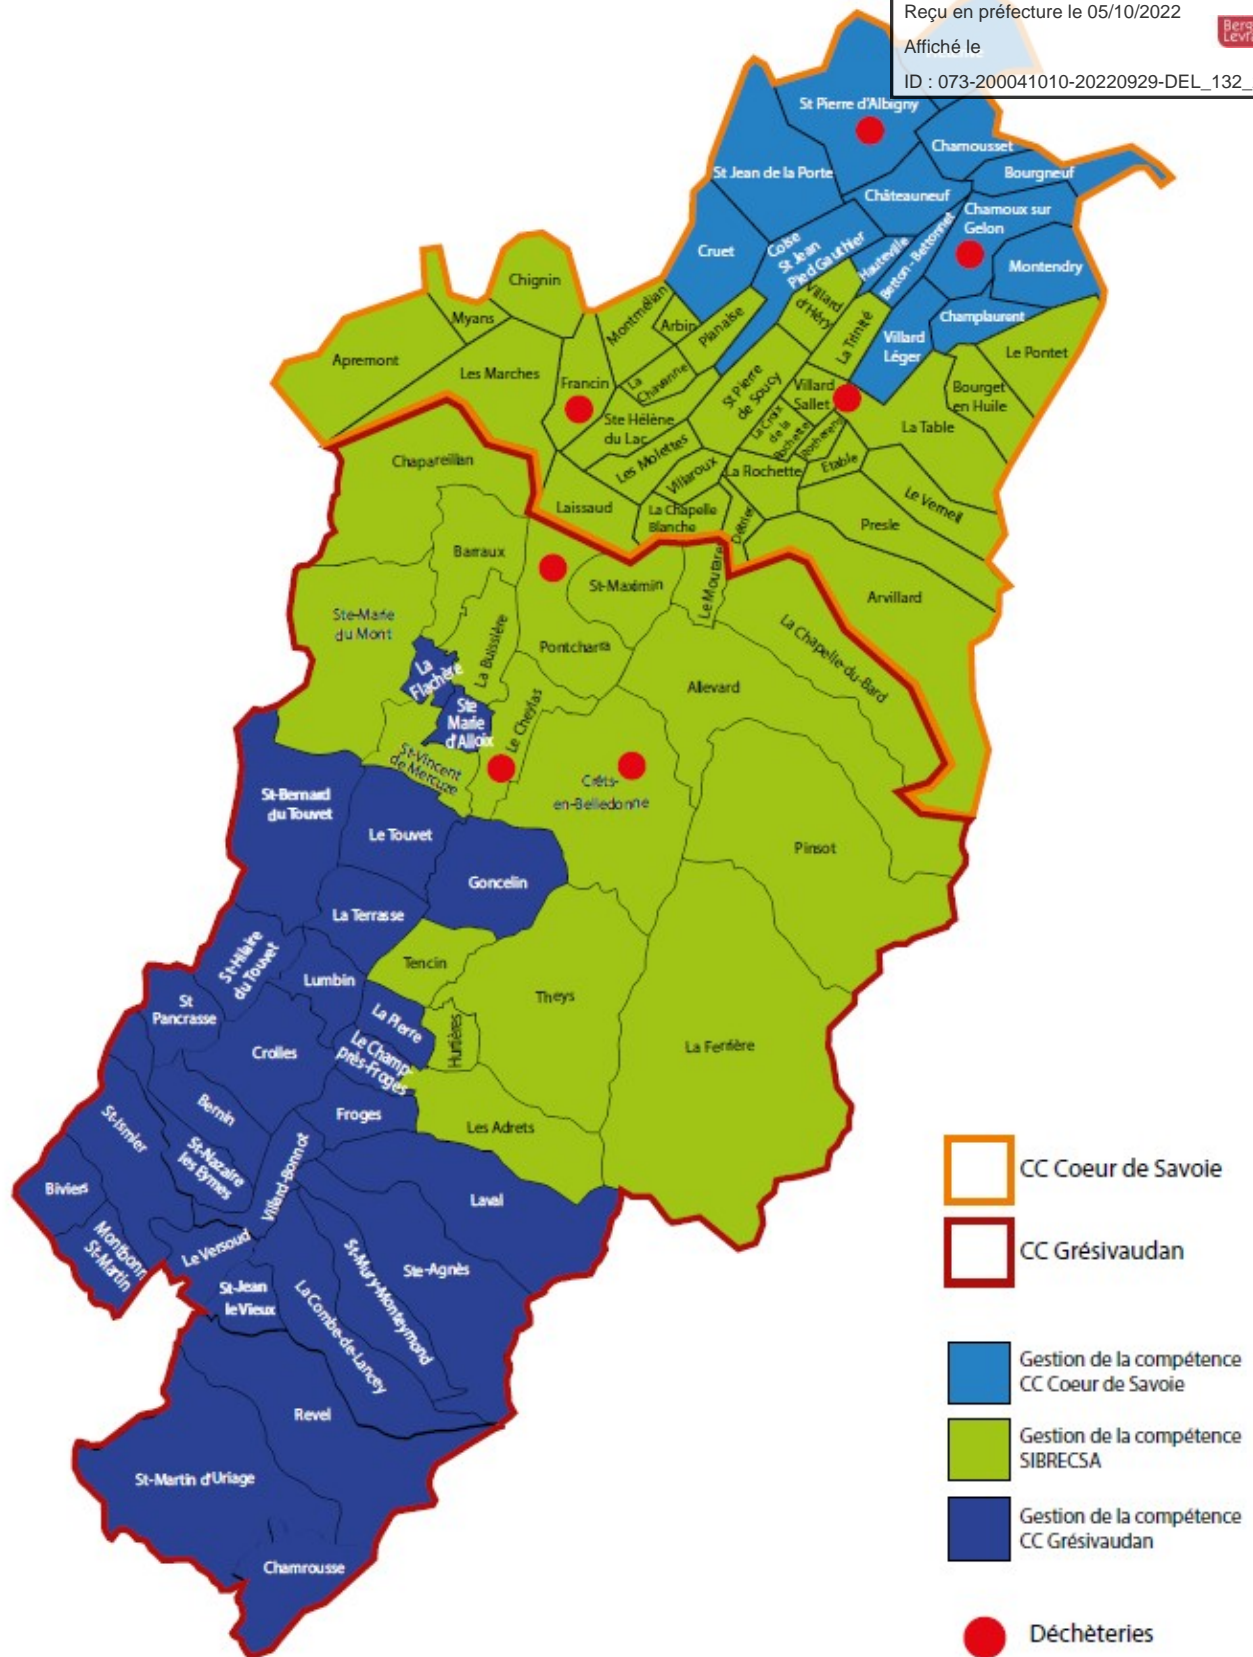 Reçu en préfecture le 05/10/2022
Affiché le
ID : 073-200041010-20220929-DEL_132_
Berg
Levr
St Pierre d'Albigny
Chamousset
Bourgneuf
St Jean de la Porte
Châteauneuf
Chamoux sur
Gelon
Cruet
Coise
St Jean
Pied Gauthier
Hauteville
Betton - Bettonnet
Montendry
Chignin
Montmélian
Arbin
Planaise
Villard
d'Héry
La Trinité
Champlaurent
Villard
Léger
Myans
Apremont
Les Marches
Francin
La
Chavanne
St Pierre
de Soucy
Villard
Sallet
Le Pontet
Bourget
en Huile
La Table
Ste Hélène
du Lac
La Croix
de la
Rochette
Rotherens
Les Mollettes
Villaroux
La Rochette
Etable
Le Verneil
Chapareillan
Laissaud
La Chapelle
Blanche
Détrier
Presle
Arvillard
Barraux
St-Maximin
Le Moutaret
La Chapelle-du-Bard
Ste-Marie
du Mont
La Buissière
Pontcharra
La
Flachère
Allevard
Ste
Marie
d'Alloix
Le Cheylas
St-Vincent
de Mercuze
Crêts-
en-Belledonne
St-Bernard
du Touvet
Le Touvet
Pinsot
Goncelin
La Terrasse
St-Hilaire
du Touvet
Tencin
Lumbin
Theys
St
Pancrasse
La Pierre
Hurtières
La Ferrière
Crolles
Le Champ-
près-Froges
Bernin
Froges
Les Adrets
St-Ismier
St-Nazaire
les Eymes
Villard-Bonnot
Biviers
Laval
Montbonn
St-Martin
Le Versoud
Ste-Agnès
St-Mury-Monteymond
St-Jean
le Vieux
La Combe-de-Lancey
Revel
St-Martin d'Uriage
Chamrousse
CC Coeur de Savoie
CC Grésivaudan
Gestion de la compétence
CC Coeur de Savoie
Gestion de la compétence
SIBRECSA
Gestion de la compétence
CC Grésivaudan
Déchèteries